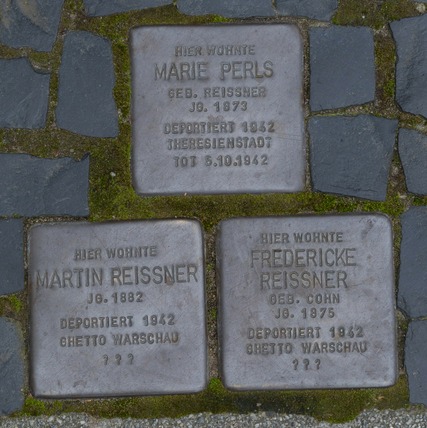 HIER WOHNTE
MARIE PERLS
GEB. REISSNER
JG. 1873
DEPORTIERT 1942
THERESIENSTADT
TOT 5.10.1942
HIER WOHNTE
MARTIN REISSNER
JG. 1882
DEPORTIERT 1942
GHETTO WARSCHAU
? ? ?
HIER WOHNTE
FREDERICKE
REISSNER
GEB. COHN
JG. 1875
DEPORTIERT 1942
GHETTO WARSCHAU
? ? ?